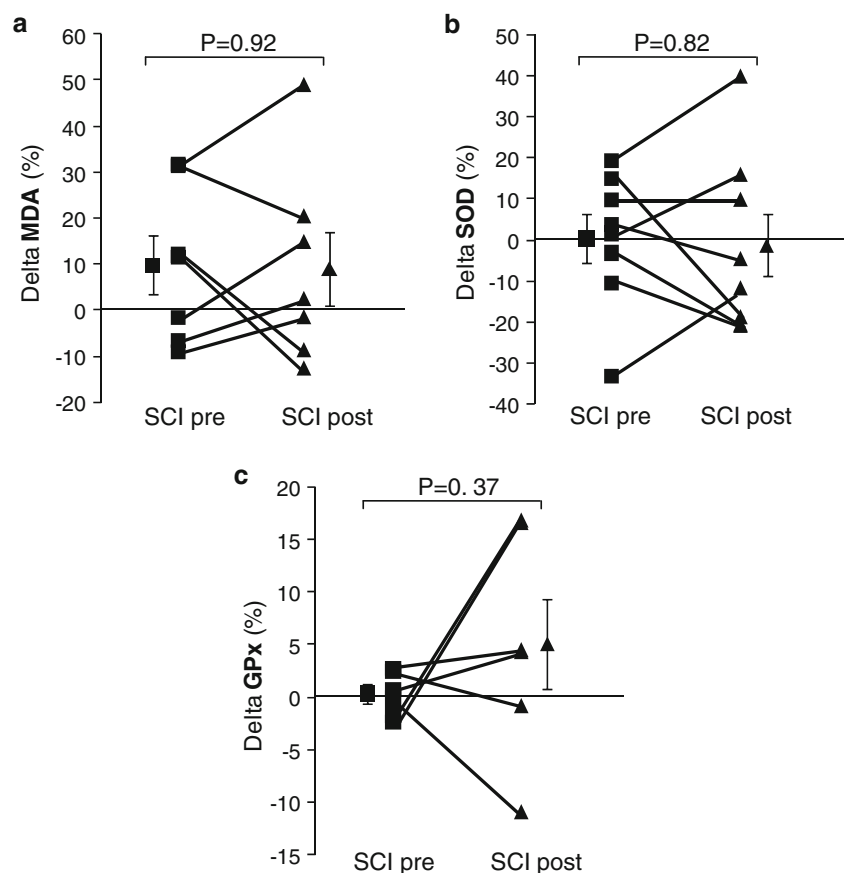 a
P=0.92
Delta MDA (%)
60
50
40
30
20
10
0
-10
-20
SCI pre SCI post
b
P=0.82
Delta SOD (%)
50
40
30
20
10
0
-10
-20
-30
-40
SCI pre SCI post
c
P=0. 37
Delta GPx (%)
20
15
10
5
0
-5
-10
-15
SCI pre SCI post